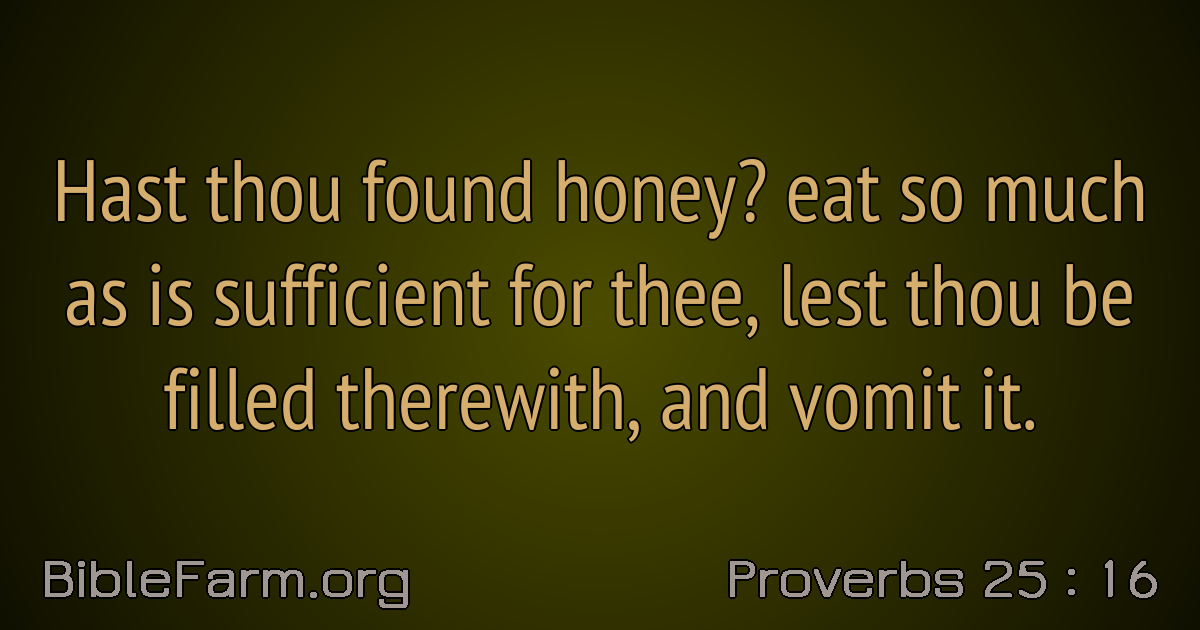 Hast thou found honey? eat so much
as is sufficient for thee, lest thou be
filled therewith, and vomit it.
BibleFarm.org
Proverbs 25 : 16